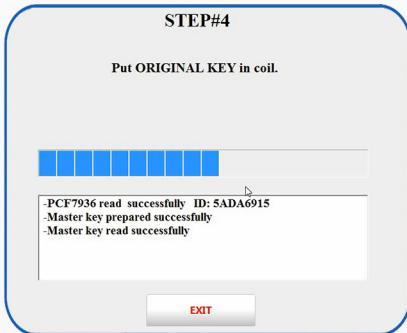 STEP#4
Put ORIGINAL KEY in coil.
-PCF7936 read  successfully   ID: 5ADA6915
-Master key prepared successfully
-Master key read successfully
EXIT